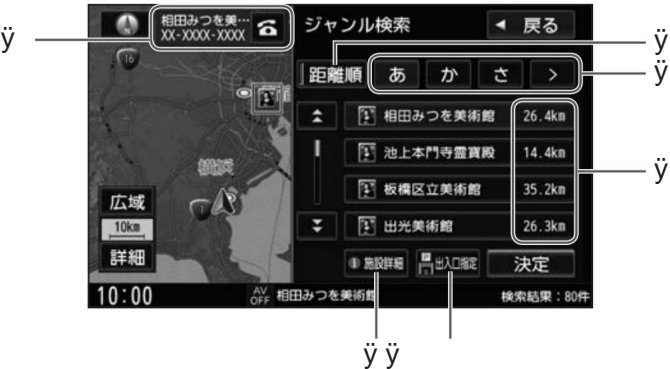 相田みつを美…
XX-XXXX-XXXX
ジャンル検索
戻る
ÿ
ÿ
ÿ
16
距離順
あ
か
さ
>
相田みつを美術館 26.4km
池上本門寺霊寶殿 14.4km
ÿ
横浜
1
板橋区立美術館 35.2km
広域
10km
詳細
出光美術館 26.3km
施設詳細
出入口指定
決定
10:00
AV OFF
相田みつを美術館
検索結果：80件
ÿ ÿ